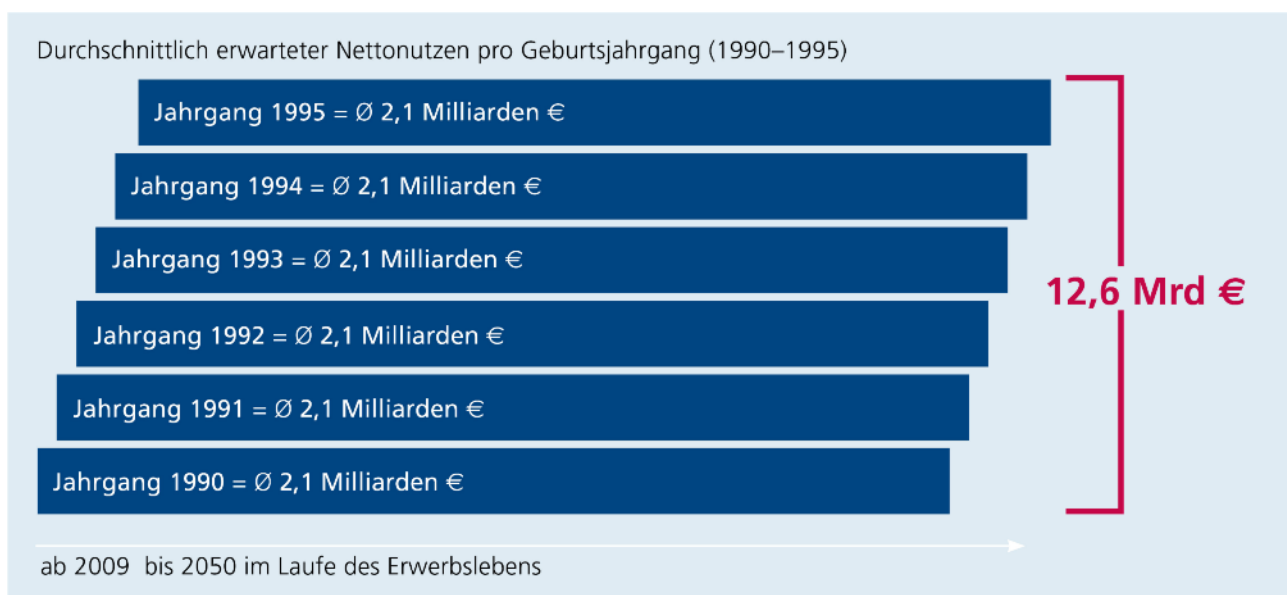 Durchschnittlich erwarteter Nettonutzen pro Geburtsjahrgang (1990–1995)
Jahrgang 1995 = Ø 2,1 Milliarden €
Jahrgang 1994 = Ø 2,1 Milliarden €
Jahrgang 1993 = Ø 2,1 Milliarden €
12,6 Mrd €
Jahrgang 1992 = Ø 2,1 Milliarden €
Jahrgang 1991 = Ø 2,1 Milliarden €
Jahrgang 1990 = Ø 2,1 Milliarden €
ab 2009 bis 2050 im Laufe des Erwerbslebens